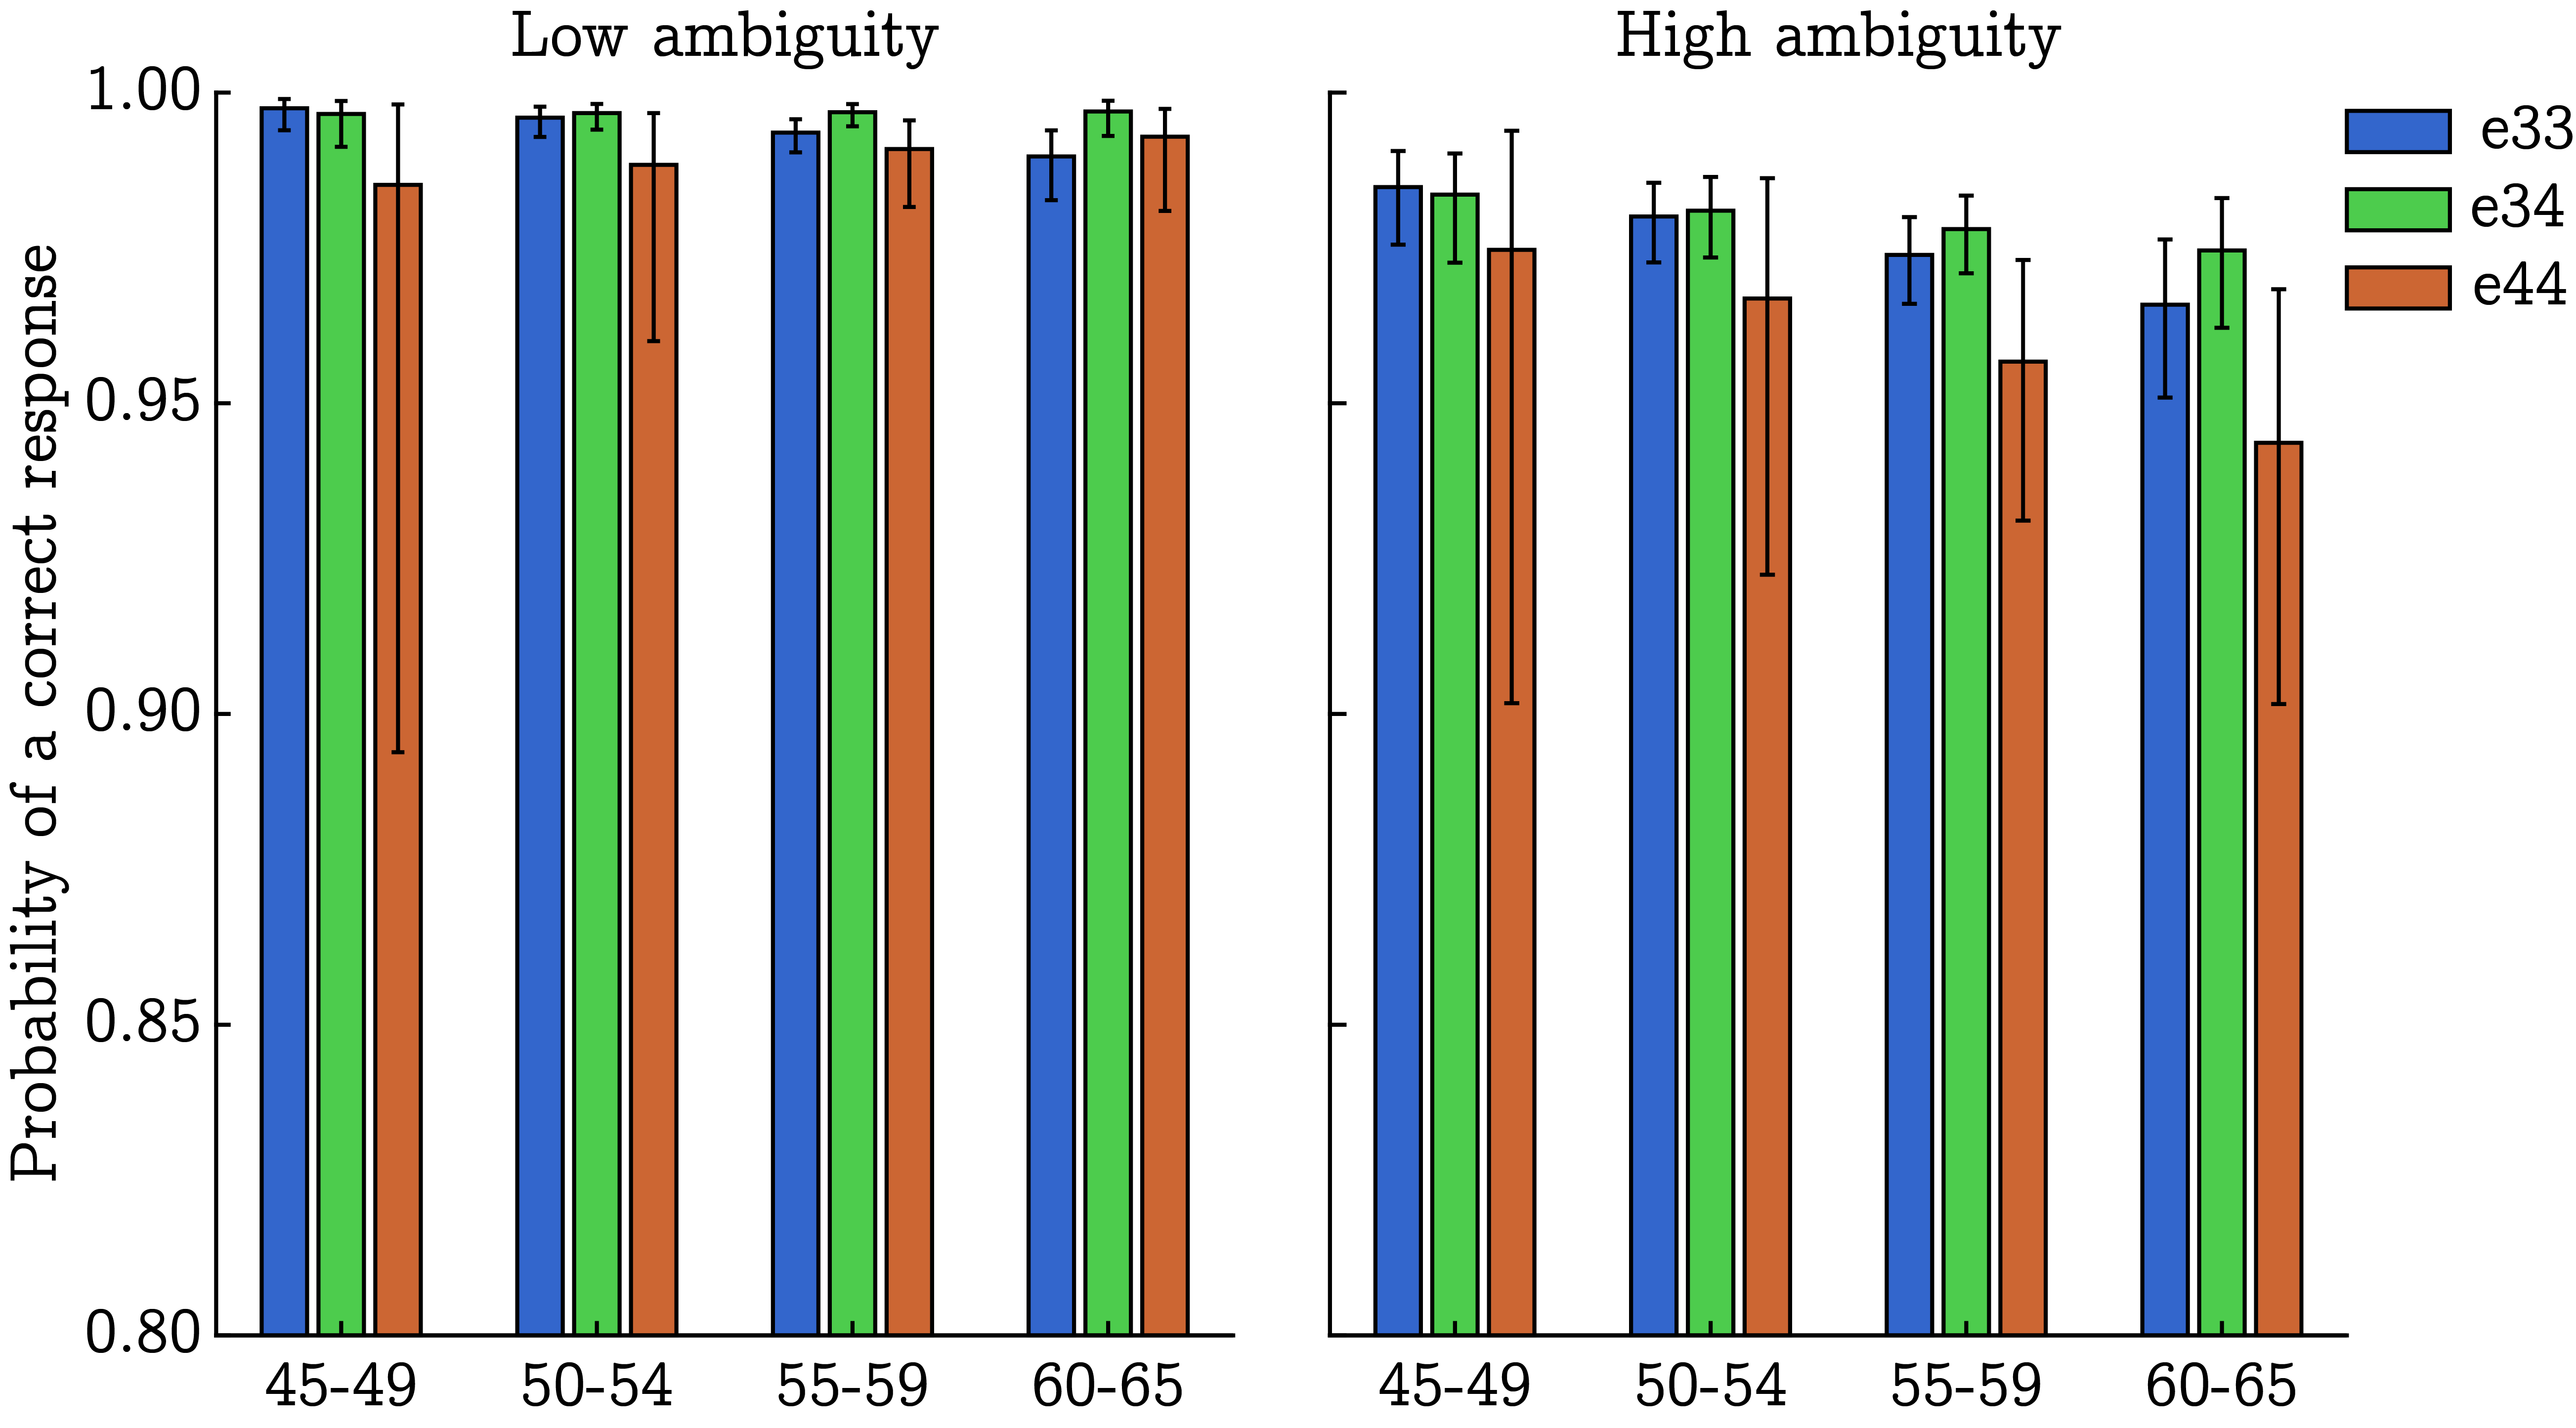 Low ambiguity
High ambiguity
Probability of a correct response
1.00
0.95
0.90
0.85
0.80
45-49
50-54
55-59
60-65
45-49
50-54
55-59
60-65
e33
e34
e44